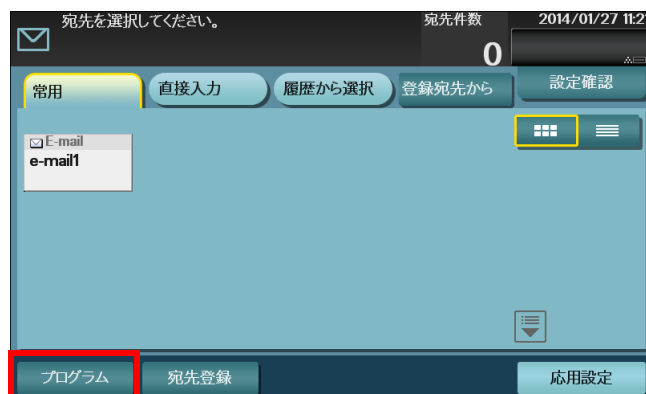 宛先を選択してください。 宛先件数 2014/01/27 11:2
0
常用 直接入力 履歴から選択 登録宛先から 設定確認
E-mail
e-mail1
プログラム 宛先登録 応用設定